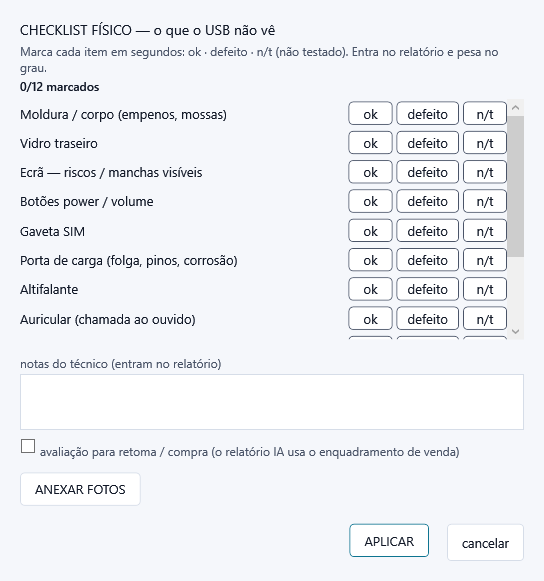 CHECKLIST FÍSICO — o que o USB não vê
Marca cada item em segundos: ok · defeito · n/t (não testado). Entra no relatório e pesa no
grau.
0/12 marcados
Moldura / corpo (empenos, mossas) ok defeito n/t
Vidro traseiro ok defeito n/t
Ecrã — riscos / manchas visíveis ok defeito n/t
Botões power / volume ok defeito n/t
Gaveta SIM ok defeito n/t
Porta de carga (folga, pinos, corrosão) ok defeito n/t
Altifalante ok defeito n/t
Auricular (chamada ao ouvido) ok defeito n/t
notas do técnico (entram no relatório)
avaliação para retoma / compra (o relatório IA usa o enquadramento de venda)
ANEXAR FOTOS
APLICAR cancelar